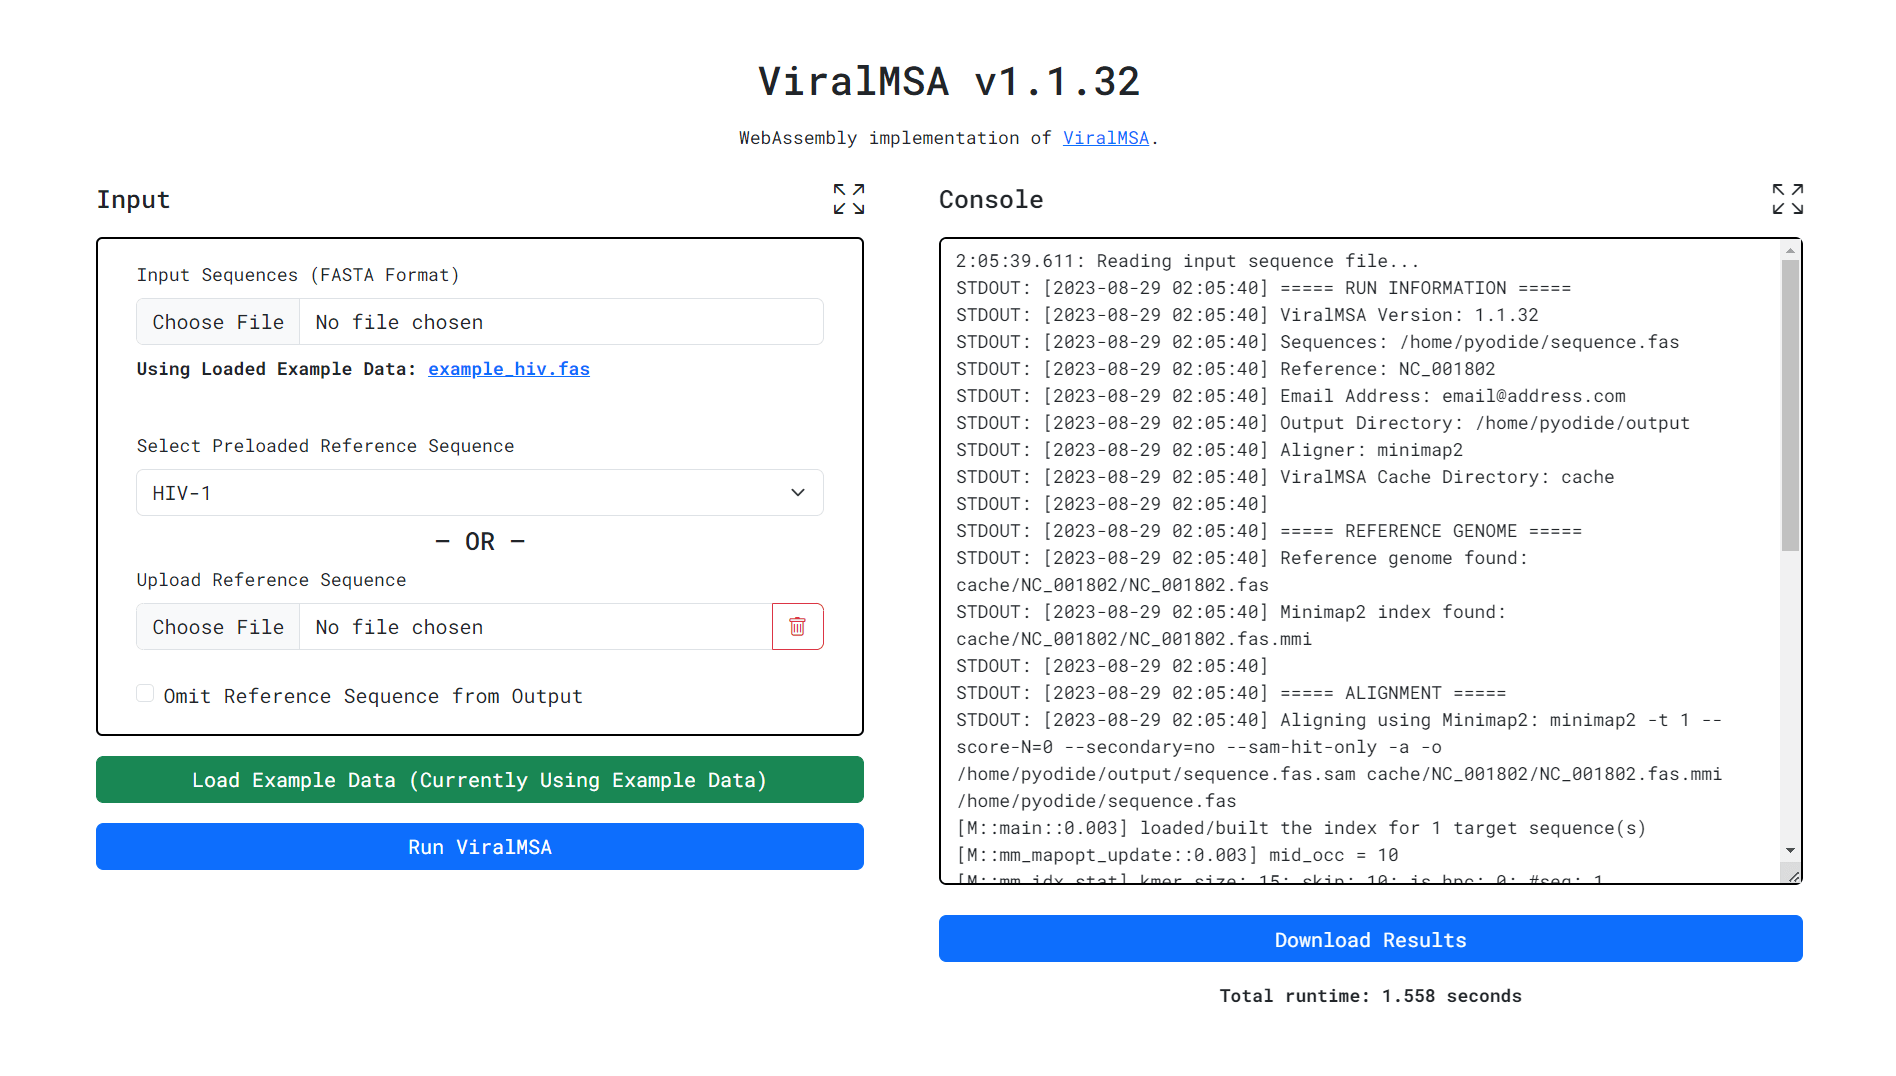 ViralMSA v1.1.32
WebAssembly implementation of ViralMSA.
Input
Input Sequences (FASTA Format)
Choose File No file chosen
Using Loaded Example Data: example_hiv.fas
Select Preloaded Reference Sequence
HIV-1
— OR —
Upload Reference Sequence
Choose File No file chosen
Omit Reference Sequence from Output
Load Example Data (Currently Using Example Data)
Run ViralMSA
Console
2:05:39.611: Reading input sequence file...
STDOUT: [2023-08-29 02:05:40] ===== RUN INFORMATION =====
STDOUT: [2023-08-29 02:05:40] ViralMSA Version: 1.1.32
STDOUT: [2023-08-29 02:05:40] Sequences: /home/pyodide/sequence.fas
STDOUT: [2023-08-29 02:05:40] Reference: NC_001802
STDOUT: [2023-08-29 02:05:40] Email Address: email@address.com
STDOUT: [2023-08-29 02:05:40] Output Directory: /home/pyodide/output
STDOUT: [2023-08-29 02:05:40] Aligner: minimap2
STDOUT: [2023-08-29 02:05:40] ViralMSA Cache Directory: cache
STDOUT: [2023-08-29 02:05:40]
STDOUT: [2023-08-29 02:05:40] ===== REFERENCE GENOME =====
STDOUT: [2023-08-29 02:05:40] Reference genome found:
cache/NC_001802/NC_001802.fas
STDOUT: [2023-08-29 02:05:40] Minimap2 index found:
cache/NC_001802/NC_001802.fas.mmi
STDOUT: [2023-08-29 02:05:40]
STDOUT: [2023-08-29 02:05:40] ===== ALIGNMENT =====
STDOUT: [2023-08-29 02:05:40] Aligning using Minimap2: minimap2 -t 1 --
score-N=0 --secondary=no --sam-hit-only -a -o
/home/pyodide/output/sequence.fas.sam cache/NC_001802/NC_001802.fas.mmi
/home/pyodide/sequence.fas
[M::main::0.003] loaded/built the index for 1 target sequence(s)
[M::mm_mapopt_update::0.003] mid_occ = 10
[M::mm_idx_stat] kmer size: 15; skip: 10; is_hpc: 0; #seq: 1
Download Results
Total runtime: 1.558 seconds